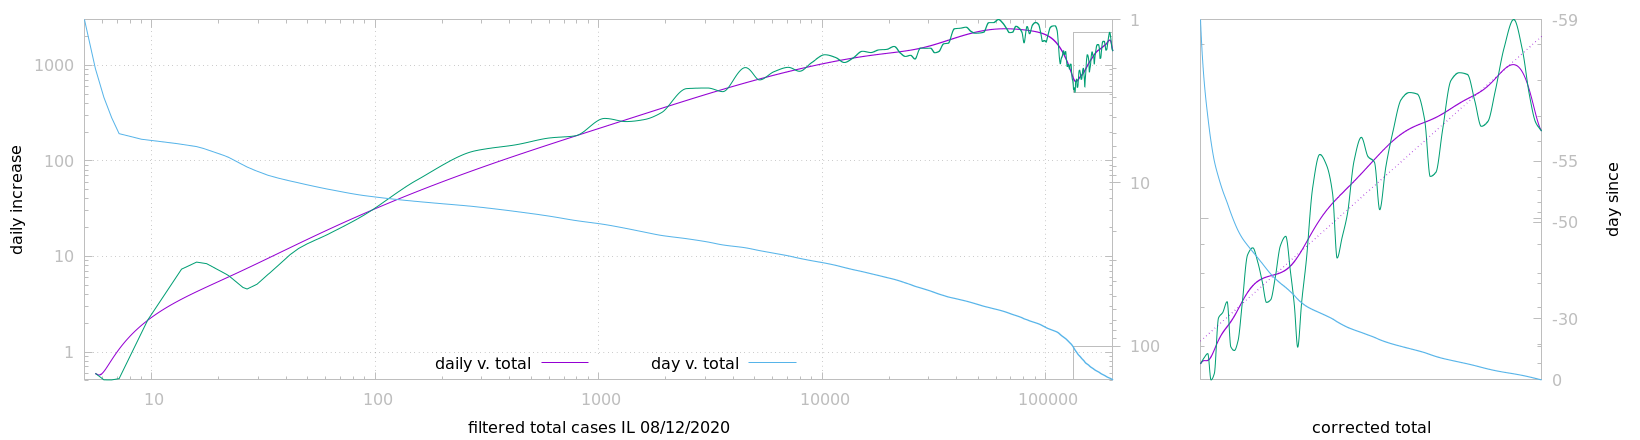 daily increase
1000
100
10
1
daily v. total
day v. total
10
100
1000
10000
100000
filtered total cases IL 08/12/2020
1
10
100
-59
-55
-50
-30
0
day since
corrected total